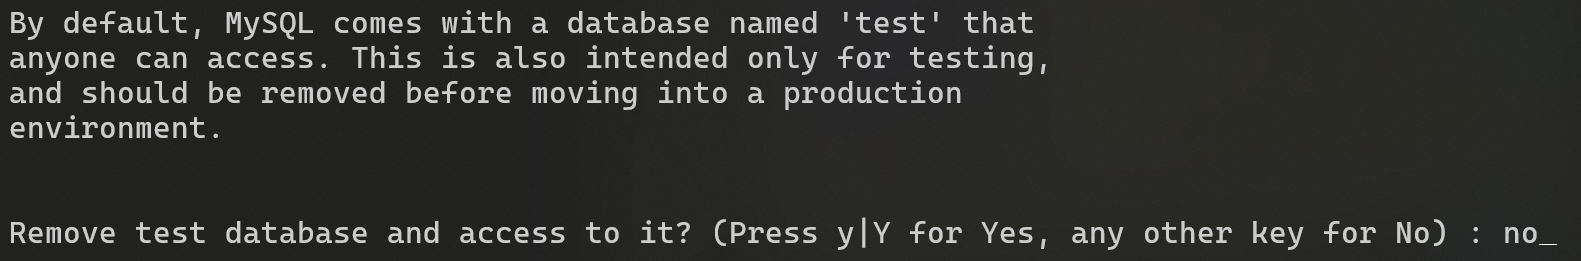 By default, MySQL comes with a database named 'test' that
anyone can access. This is also intended only for testing,
and should be removed before moving into a production
environment.
Remove test database and access to it? (Press y|Y for Yes, any other key for No) : no_